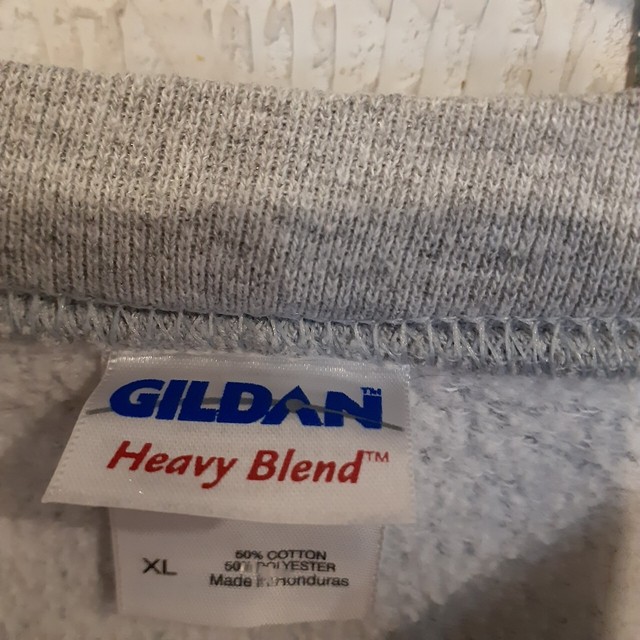 GILDAN™
Heavy Blend™
XL
50% COTTON
50% POLYESTER
Made in Honduras